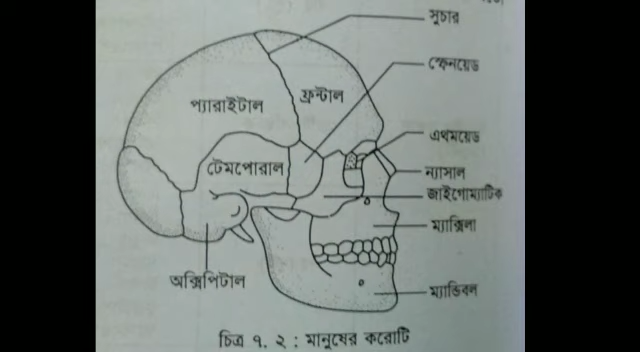 সুচার
স্ফেনয়েড
ফ্রন্টাল
প্যারাইটাল
এথময়েড
টেমপোরাল
ন্যাসাল
জাইগোম্যাটিক
ম্যাক্সিলা
অক্সিপিটাল
ম্যান্ডিবল
চিত্র ৭. ২ : মানুষের করোটি